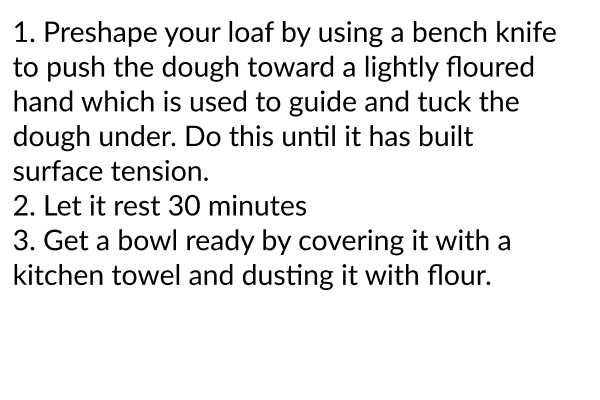 1. Preshape your loaf by using a bench knife
to push the dough toward a lightly floured
hand which is used to guide and tuck the
dough under. Do this until it has built
surface tension.
2. Let it rest 30 minutes
3. Get a bowl ready by covering it with a
kitchen towel and dusting it with flour.